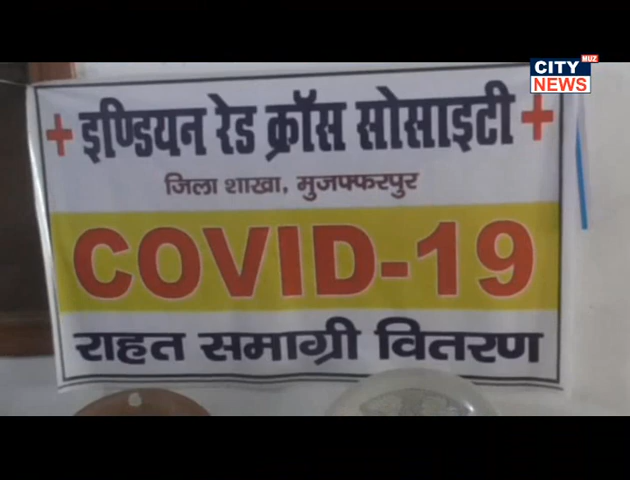 CITY MUZ
NEWS
+ इण्डियन रेड क्रॉस सोसाइटी +
जिला शाखा, मुजफ्फरपुर
COVID-19
राहत समाग्री वितरण